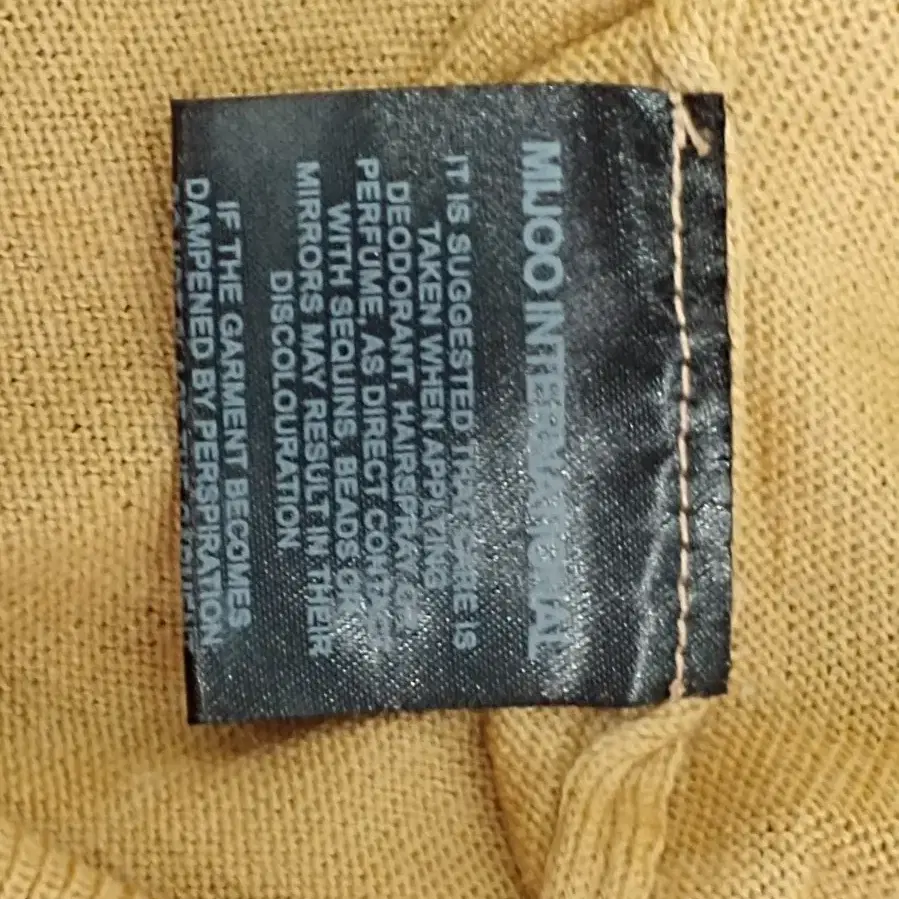 MJOO INTERNATIONAL
IT IS SUGGESTED THAT CARE IS
TAKEN WHEN APPLYING
DEODORANT, HAIRSPRAY OR
PERFUME, AS DIRECT CONTACT
WITH SEQUINS, BEADS OR
MIRRORS MAY RESULT IN THEIR
DISCOLOURATION
IF THE GARMENT BECOMES
DAMPENED BY PERSPIRATION